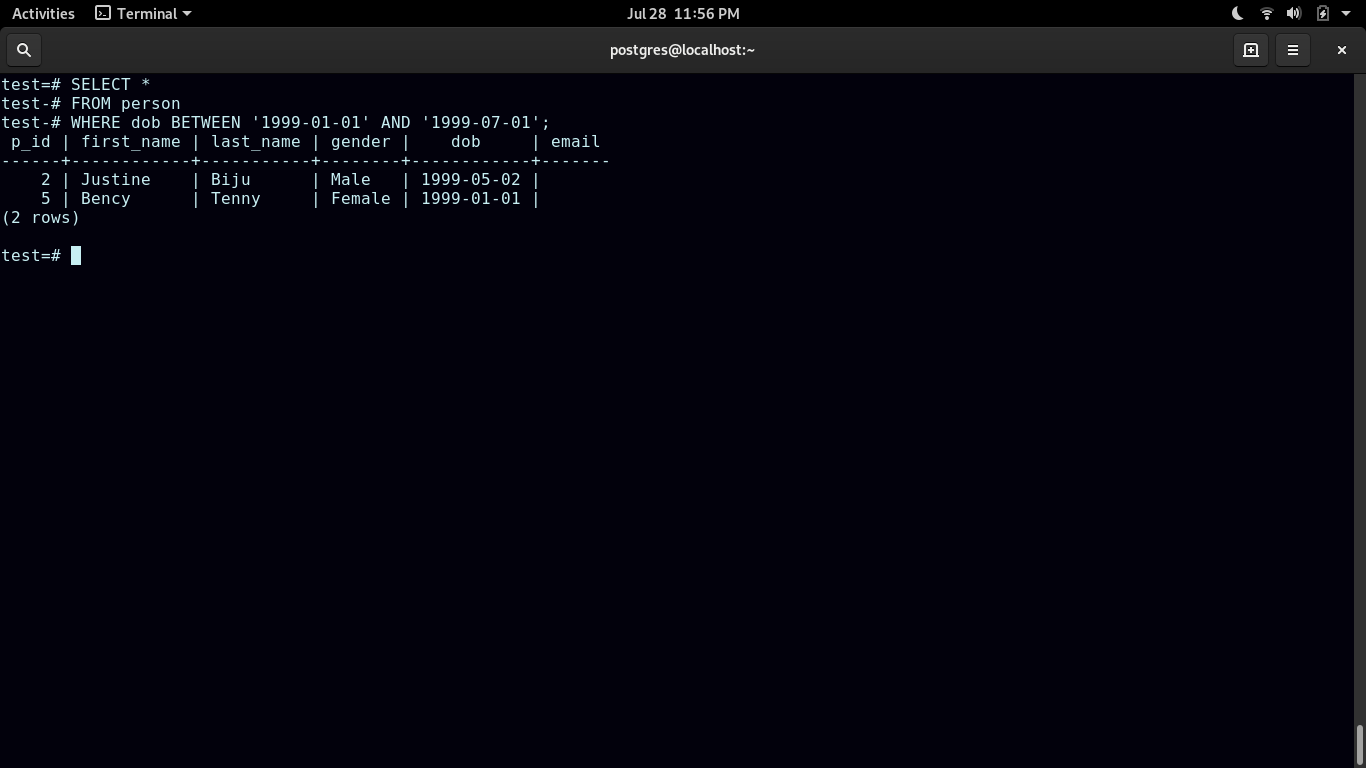 Activities Terminal Jul 28 11:56 PM
postgres@localhost:~
test=# SELECT *
test-# FROM person
test-# WHERE dob BETWEEN '1999-01-01' AND '1999-07-01';
 p_id | first_name | last_name | gender |    dob     | email
------+------------+-----------+--------+------------+-------
    2 | Justine    | Biju      | Male   | 1999-05-02 |
    5 | Bency      | Tenny     | Female | 1999-01-01 |
(2 rows)
test=#